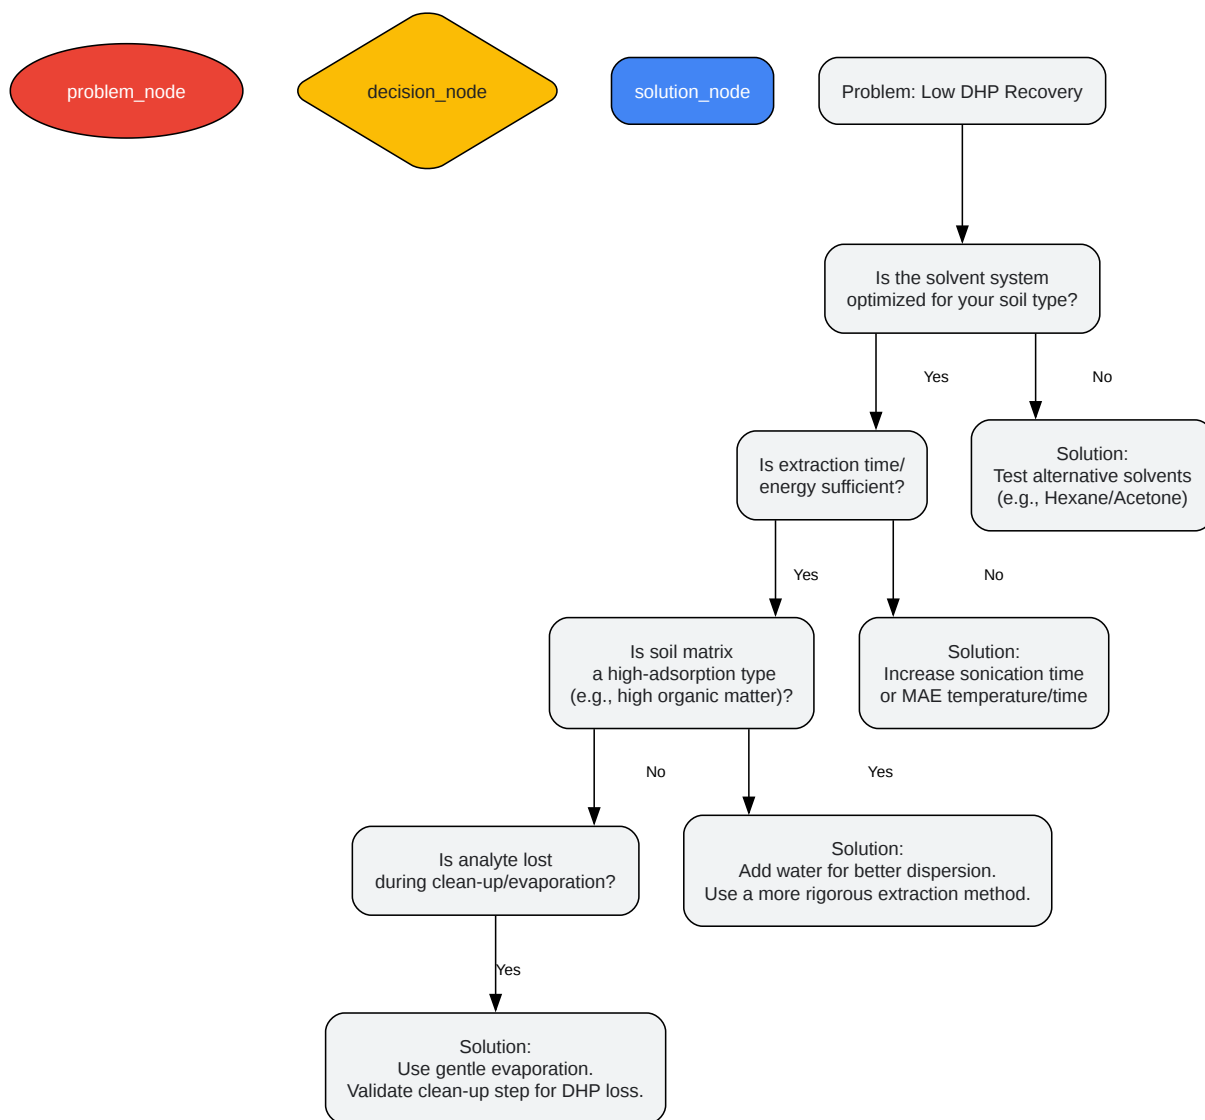 problem_node
decision_node
solution_node
Problem: Low DHP Recovery
Is the solvent system
optimized for your soil type?
Yes
No
Is extraction time/
energy sufficient?
Solution:
Test alternative solvents
(e.g., Hexane/Acetone)
Yes
No
Is soil matrix
a high-adsorption type
(e.g., high organic matter)?
Solution:
Increase sonication time
or MAE temperature/time
No
Yes
Is analyte lost
during clean-up/evaporation?
Solution:
Add water for better dispersion.
Use a more rigorous extraction method.
Yes
Solution:
Use gentle evaporation.
Validate clean-up step for DHP loss.